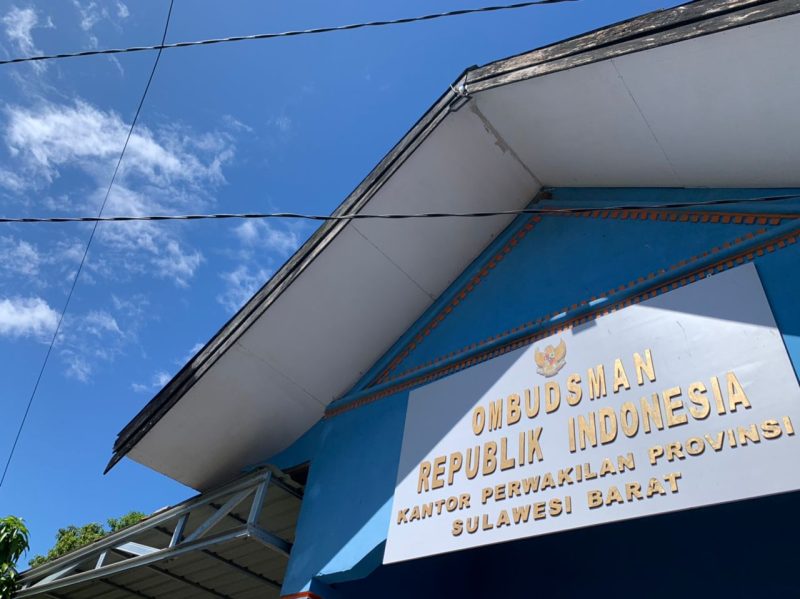 OMBUDSMAN
REPUBLIK INDONESIA
KANTOR PERWAKILAN PROVINSI
SULAWESI BARAT